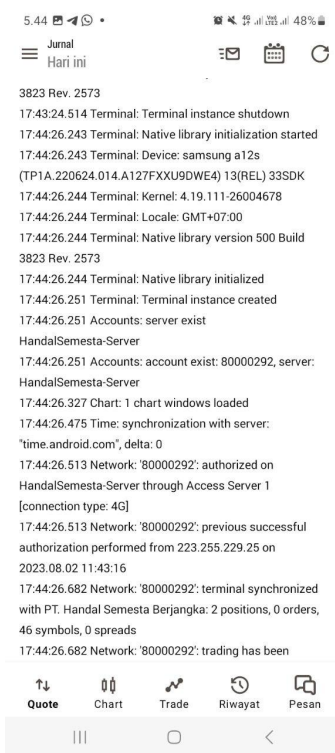 5.44
48%
Jurnal
Hari ini
3823 Rev. 2573
17:43:24.514 Terminal: Terminal instance shutdown
17:44:26.243 Terminal: Native library initialization started
17:44:26.243 Terminal: Device: samsung a12s
(TP1A.220624.014.A127FXXU9DWE4) 13(REL) 33SDK
17:44:26.244 Terminal: Kernel: 4.19.111-26004678
17:44:26.244 Terminal: Locale: GMT+07:00
17:44:26.244 Terminal: Native library version 500 Build
3823 Rev. 2573
17:44:26.244 Terminal: Native library initialized
17:44:26.251 Terminal: Terminal instance created
17:44:26.251 Accounts: server exist
HandalSemesta-Server
17:44:26.251 Accounts: account exist: 80000292, server:
HandalSemesta-Server
17:44:26.327 Chart: 1 chart windows loaded
17:44:26.475 Time: synchronization with server:
"time.android.com", delta: 0
17:44:26.513 Network: '80000292': authorized on
HandalSemesta-Server through Access Server 1
[connection type: 4G]
17:44:26.513 Network: '80000292': previous successful
authorization performed from 223.255.229.25 on
2023.08.02 11:43:16
17:44:26.682 Network: '80000292': terminal synchronized
with PT. Handal Semesta Berjangka: 2 positions, 0 orders,
46 symbols, 0 spreads
17:44:26.682 Network: '80000292': trading has been
Quote Chart Trade Riwayat Pesan